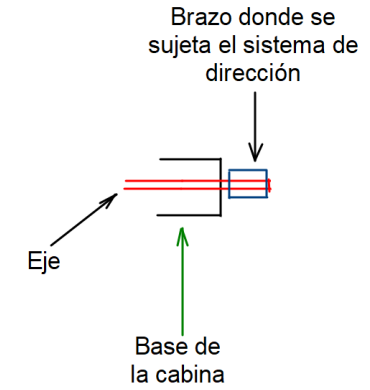 Brazo donde se
sujeta el sistema de
dirección
Eje
Base de
la cabina